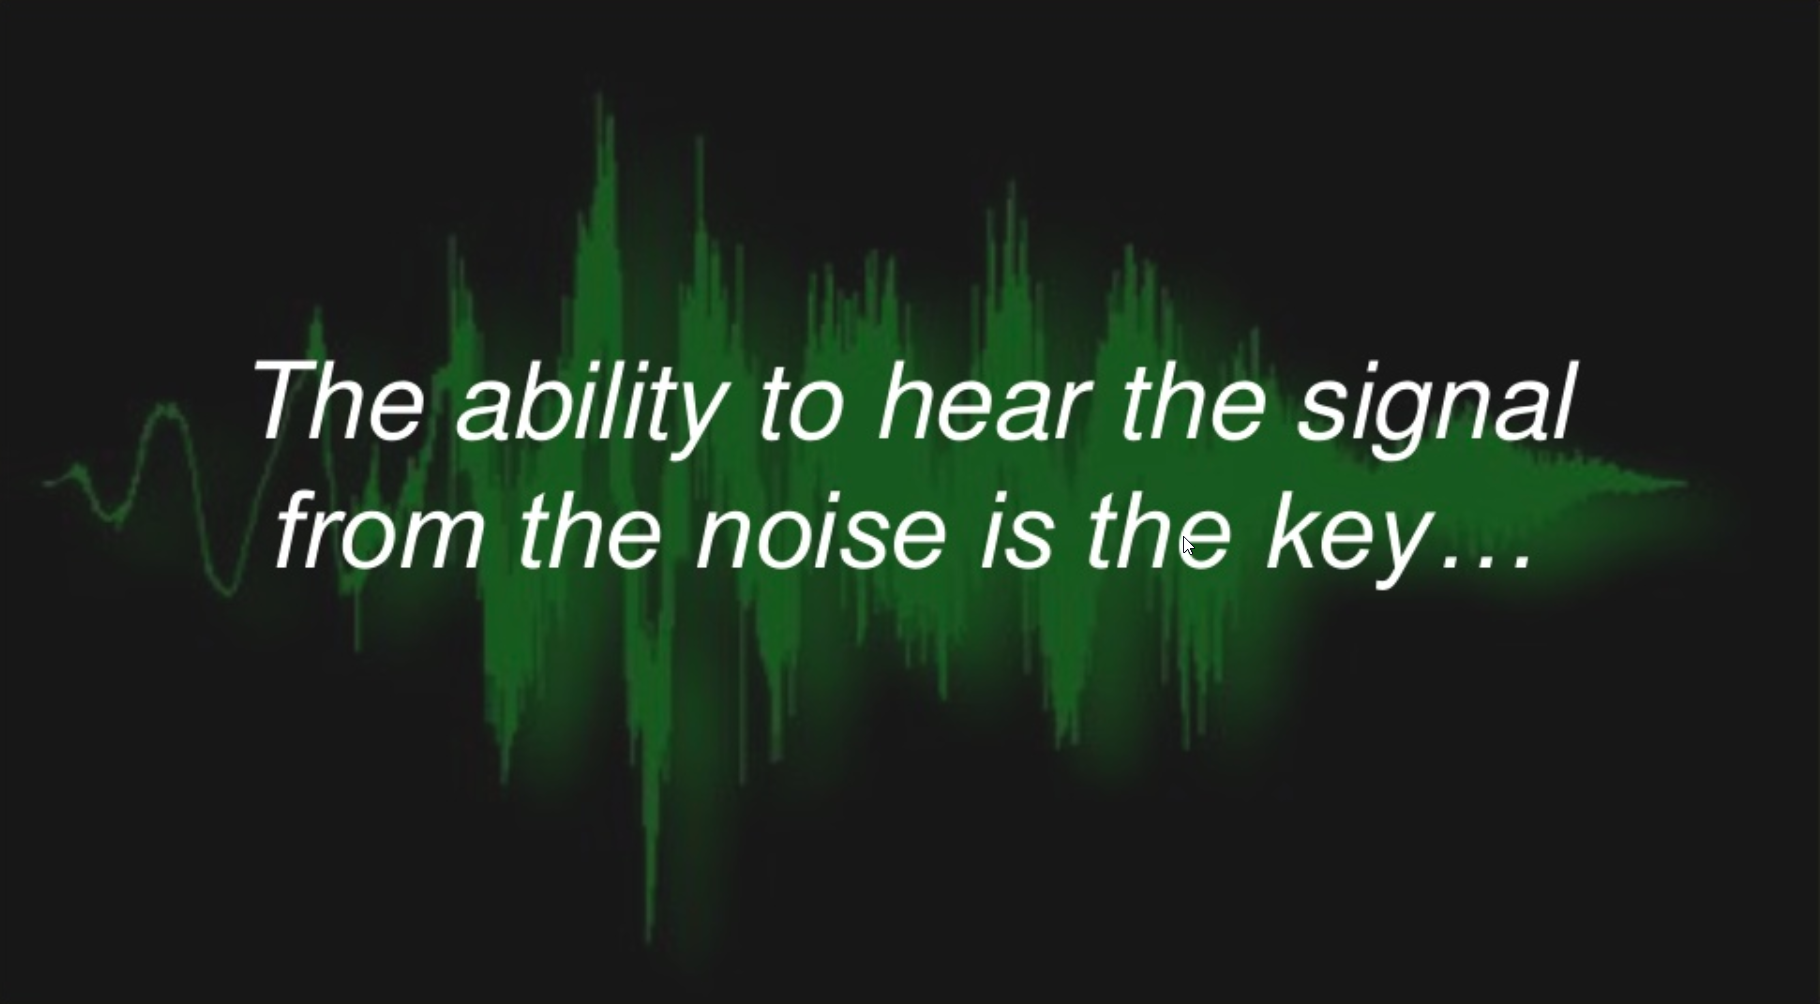 The ability to hear the signal
from the noise is the key…